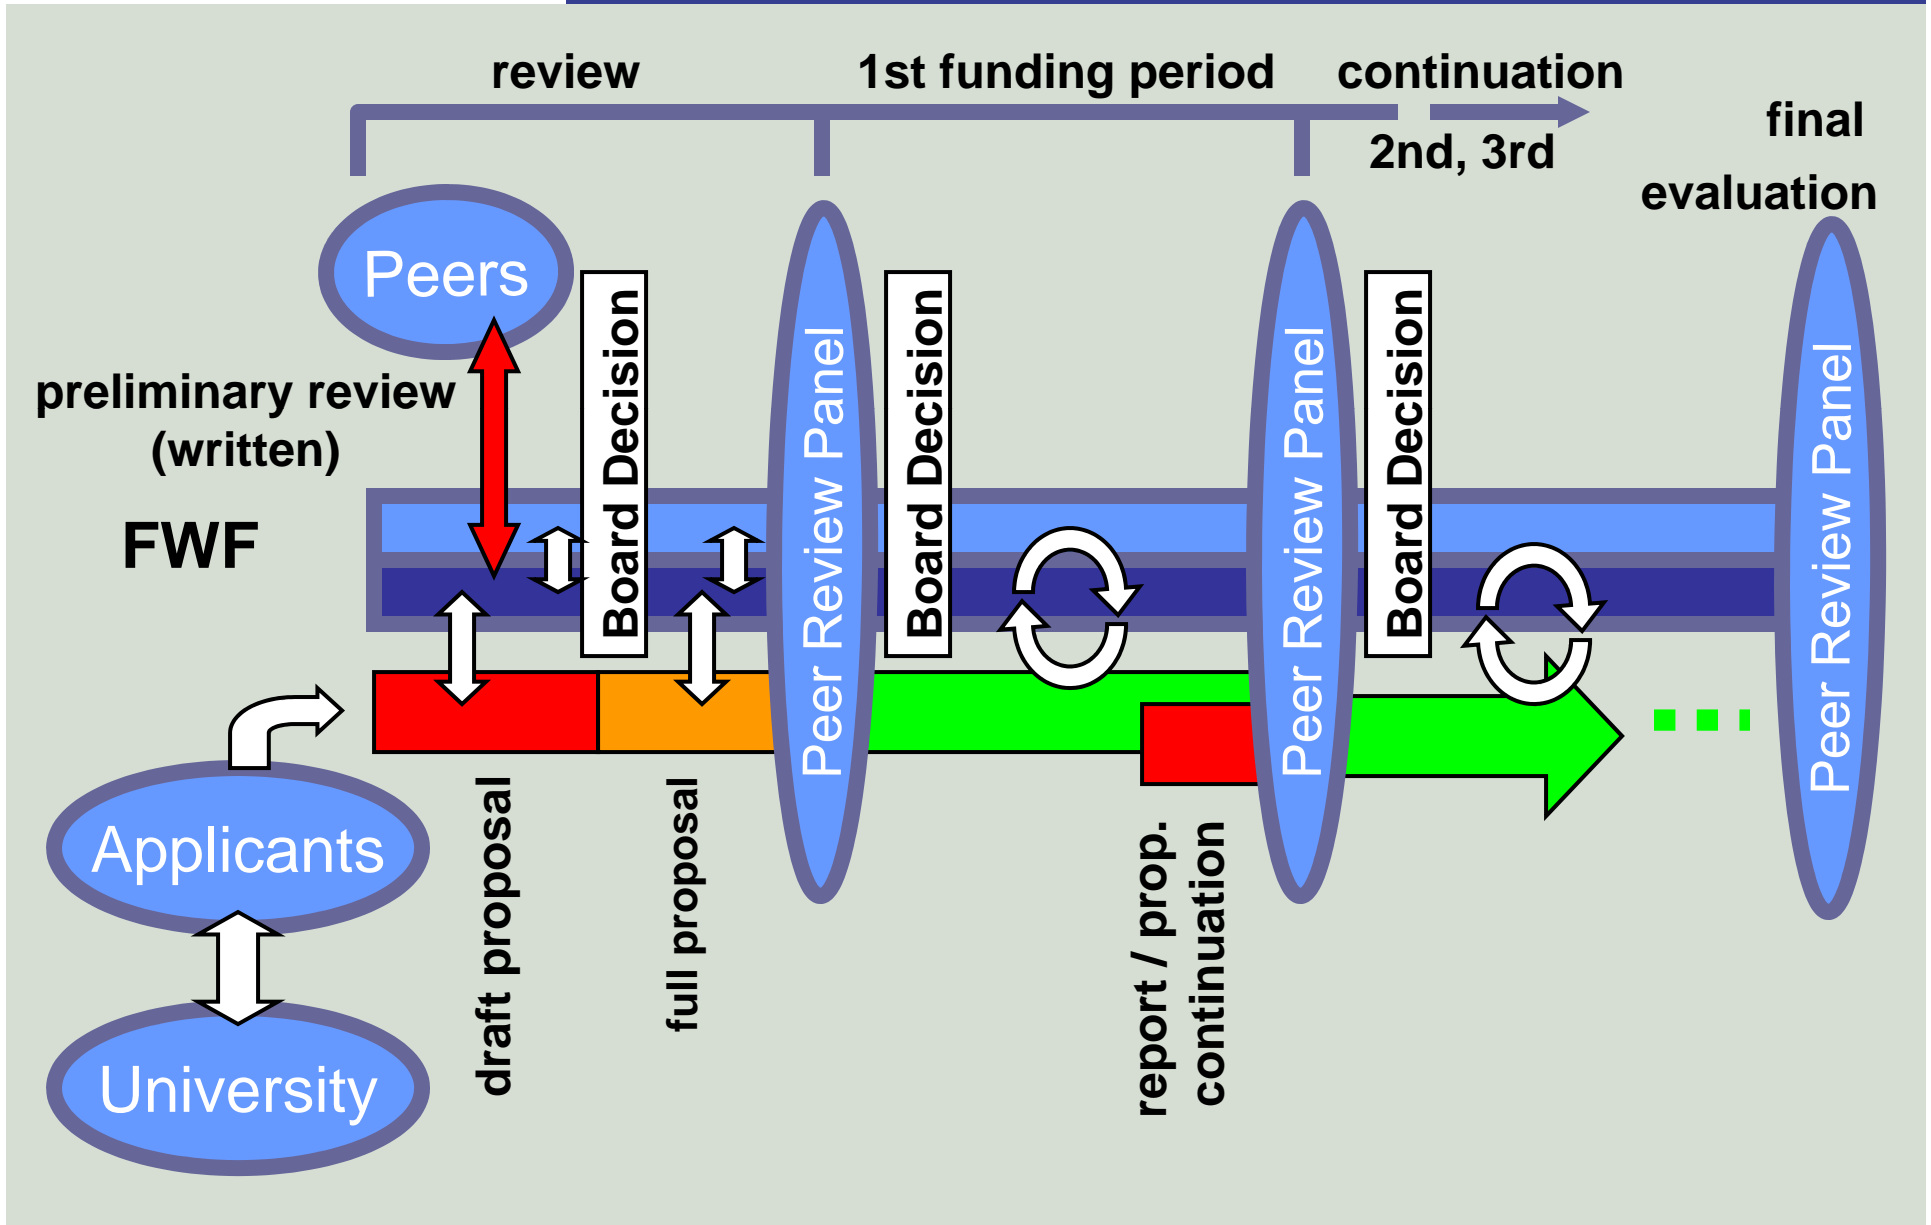 review
1st funding period
continuation
2nd, 3rd
final
evaluation
Peers
preliminary review
(written)
FWF
Board Decision
Peer Review Panel
Board Decision
Peer Review Panel
Board Decision
Peer Review Panel
Applicants
University
draft proposal
full proposal
report / prop.
continuation